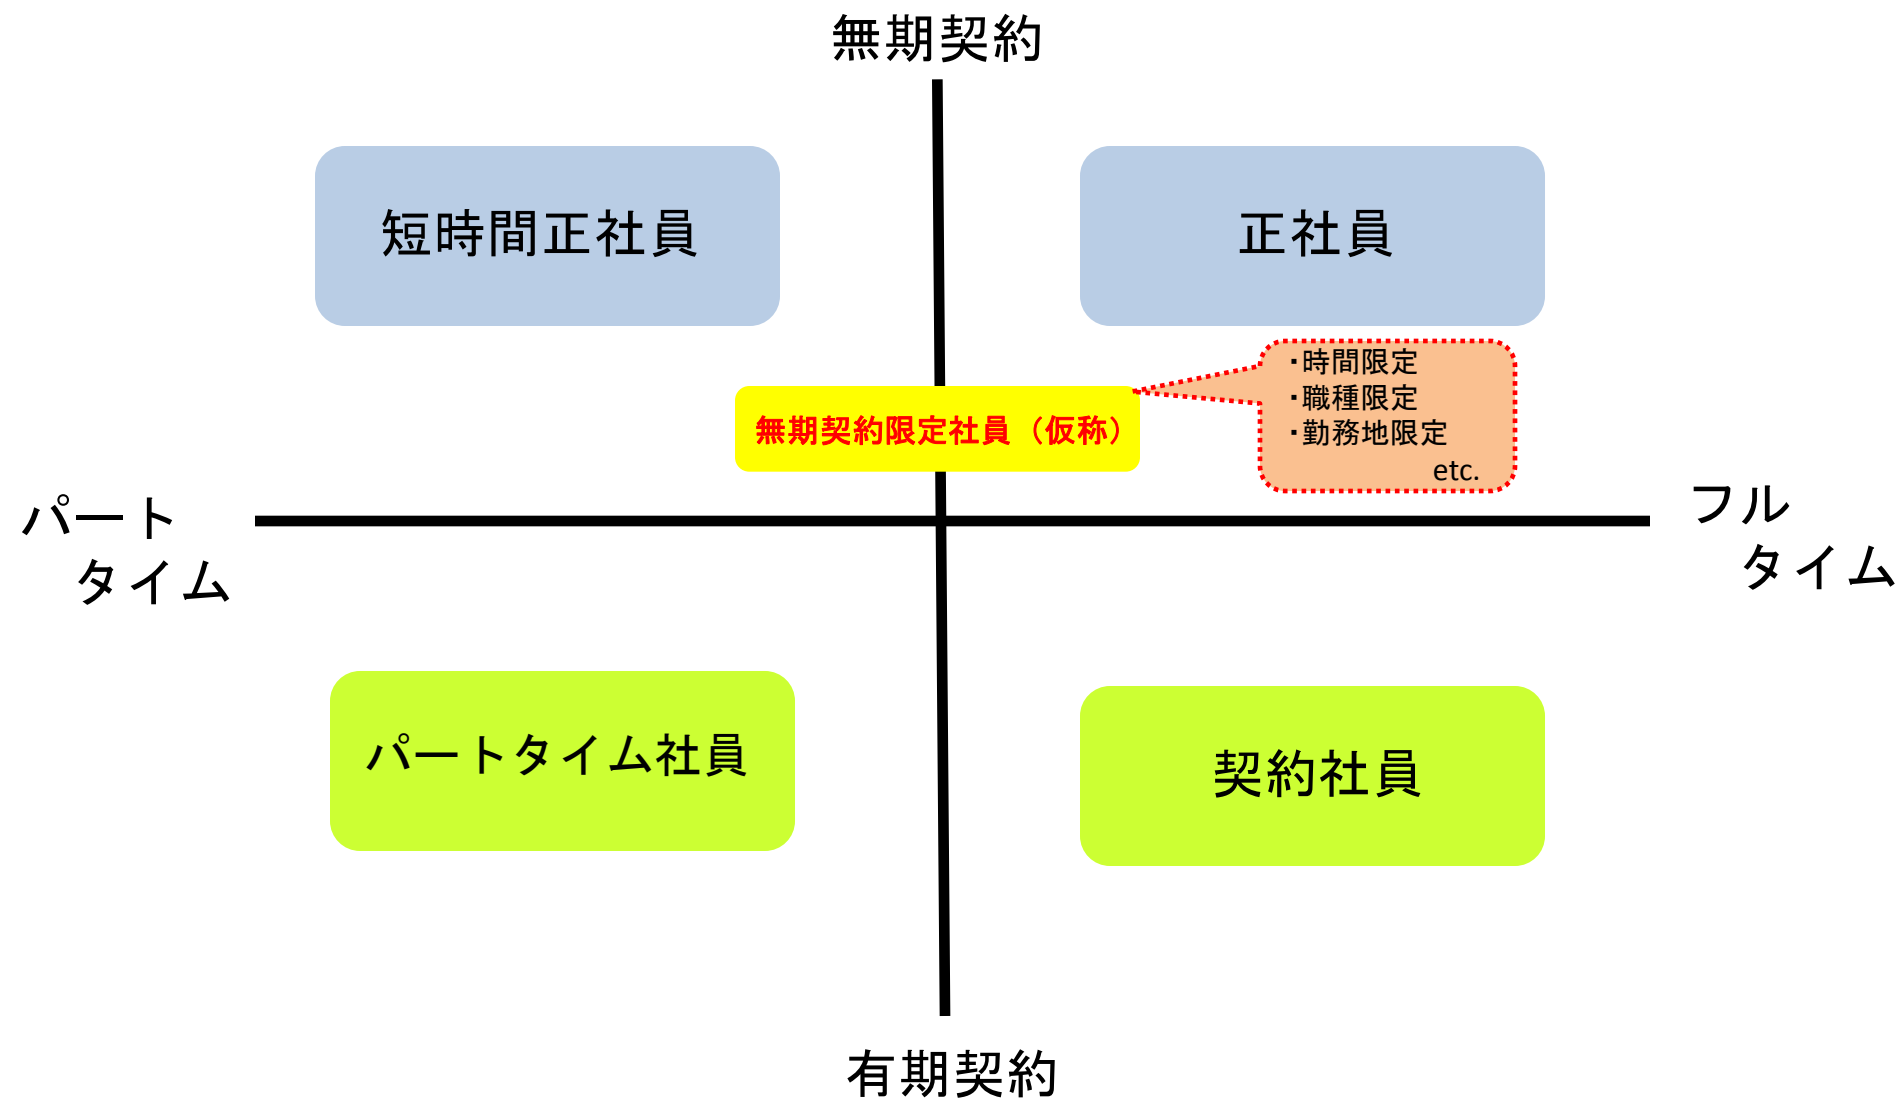 無期契約
短時間正社員
正社員
・時間限定
・職種限定
・勤務地限定
etc.
無期契約限定社員（仮称）
パート
タイム
フル
タイム
パートタイム社員
契約社員
有期契約